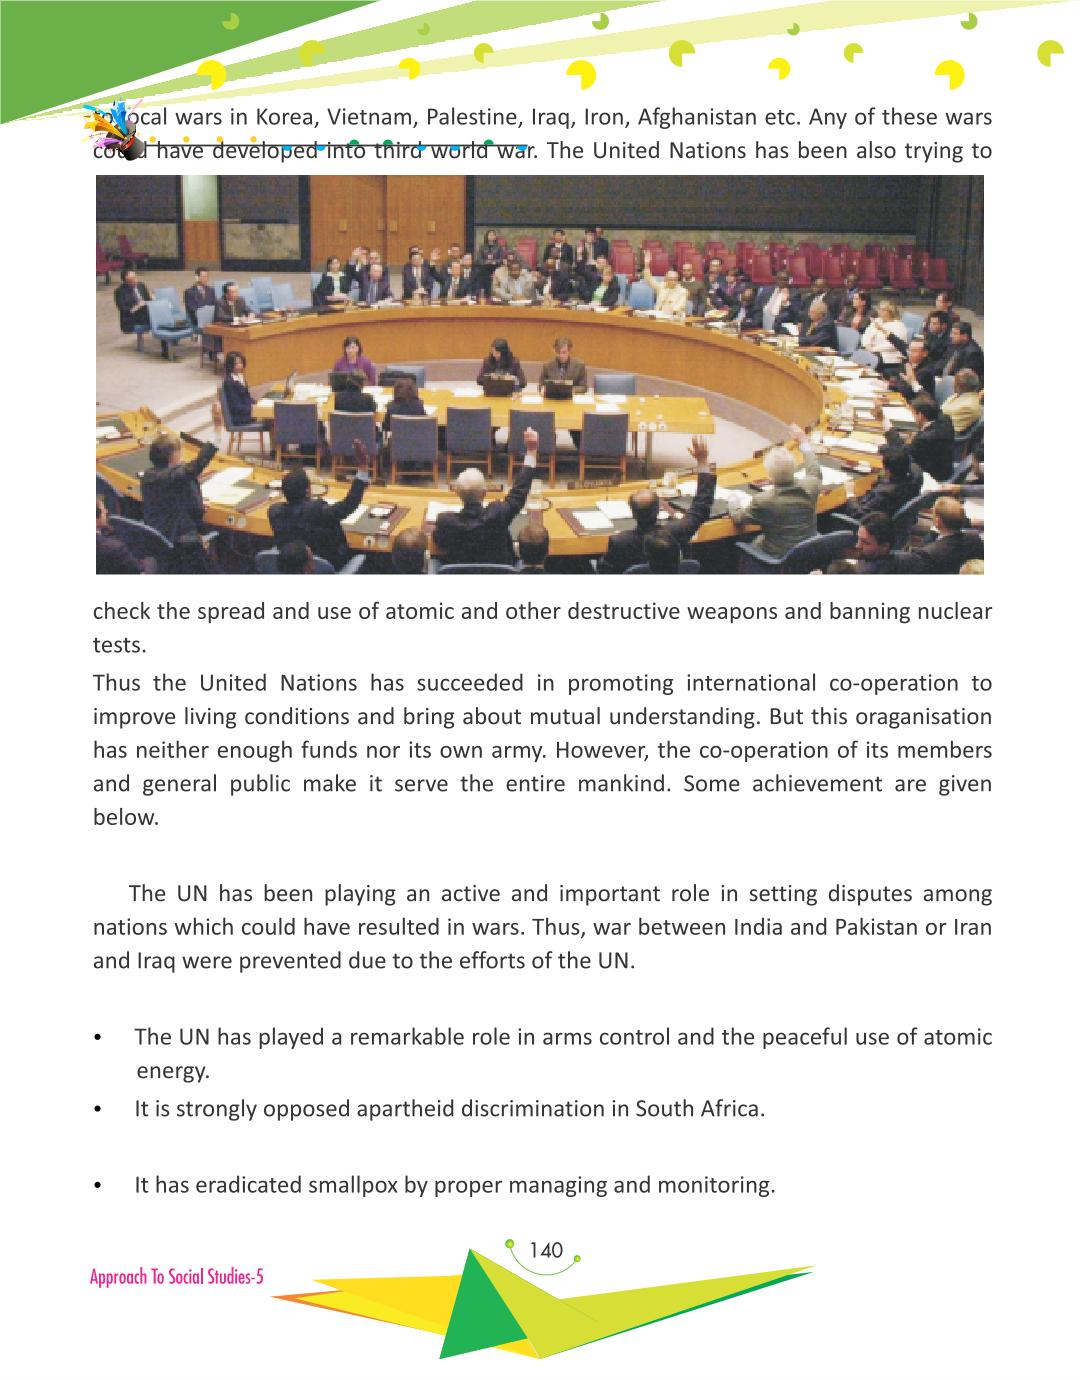 local wars in Korea, Vietnam, Palestine, Iraq, Iron, Afghanistan etc. Any of these wars
could have developed into third world war. The United Nations has been also trying to
SLOVAKIA
check the spread and use of atomic and other destructive weapons and banning nuclear
tests.
Thus the United Nations has succeeded in promoting international co-operation to
improve living conditions and bring about mutual understanding. But this oraganisation
has neither enough funds nor its own army. However, the co-operation of its members
and general public make it serve the entire mankind. Some achievement are given
below.
The UN has been playing an active and important role in setting disputes among
nations which could have resulted in wars. Thus, war between India and Pakistan or Iran
and Iraq were prevented due to the efforts of the UN.
• The UN has played a remarkable role in arms control and the peaceful use of atomic
energy.
• It is strongly opposed apartheid discrimination in South Africa.
• It has eradicated smallpox by proper managing and monitoring.
140
Approach To Social Studies-5